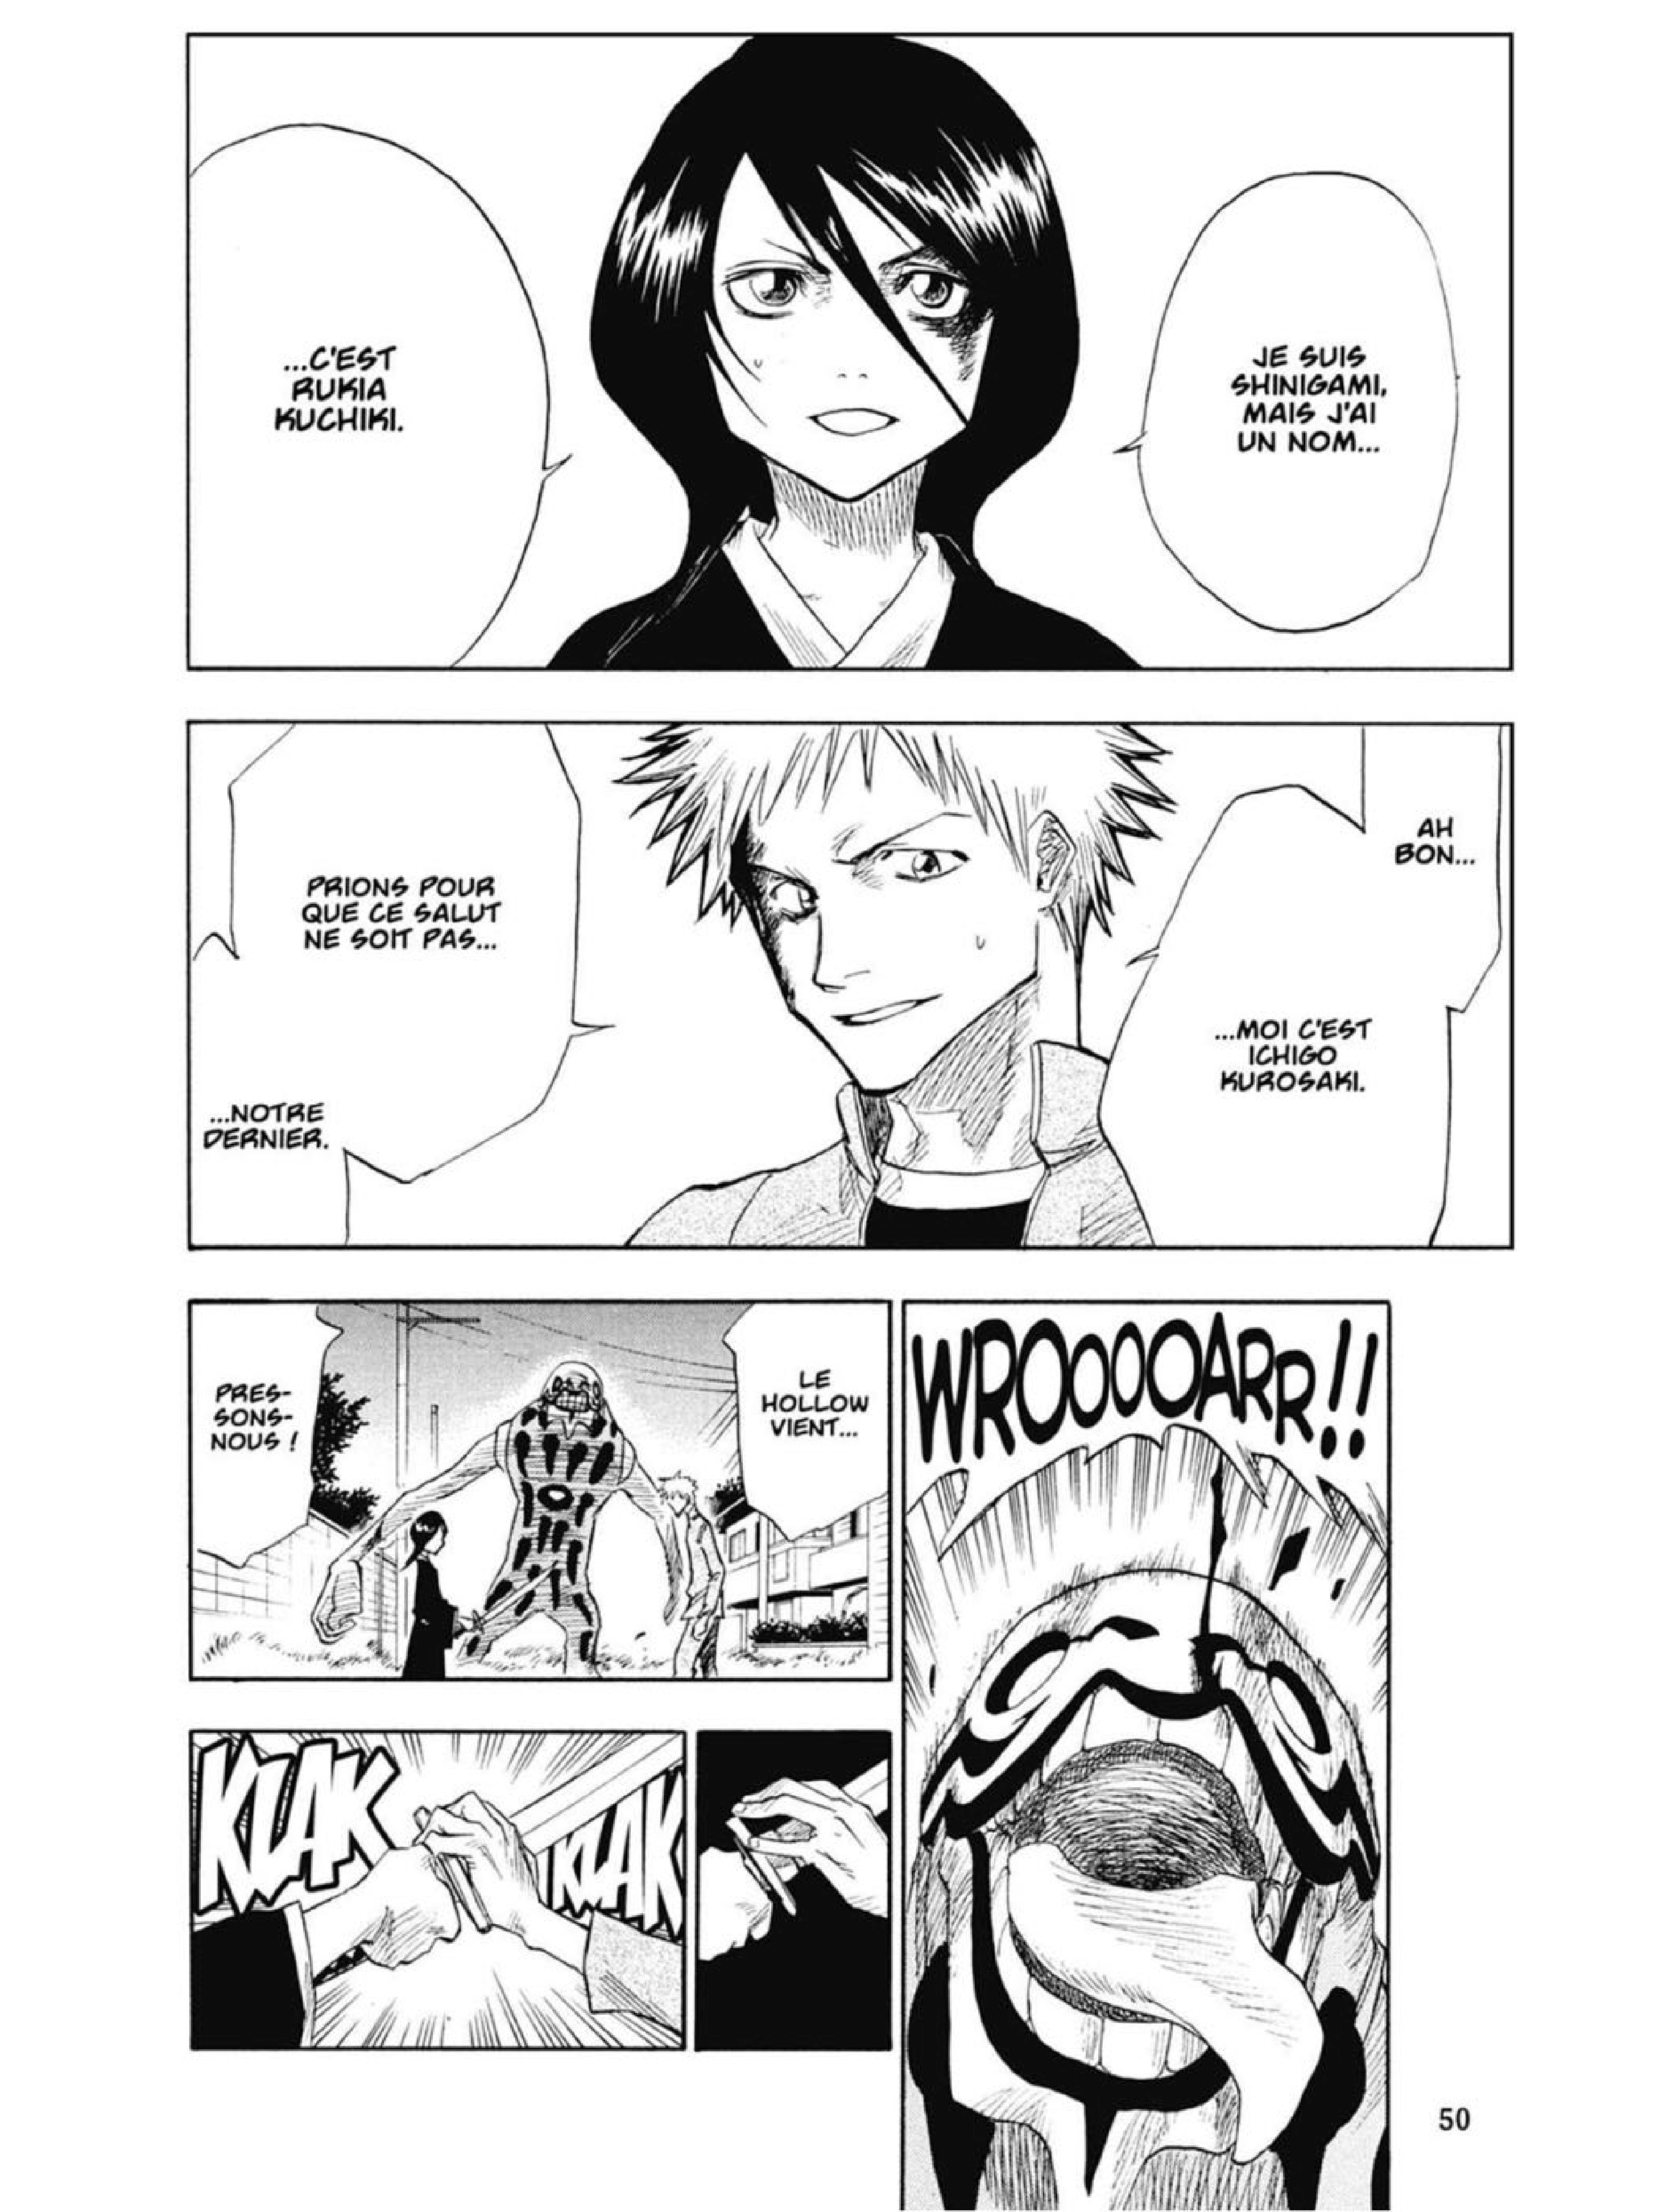 JE SUIS
SHINIGAMI,
MAIS J'AI
UN NOM...
...C'EST
RUKIA
KUCHIKI.
AH
BON...
...MOI C'EST
ICHIGO
KUROSAKI.
PRIONS POUR
QUE CE SALUT
NE SOIT PAS...
...NOTRE
DERNIER.
WROOOOARR!!
LE
HOLLOW
VIENT...
PRES-
SONS-
NOUS !
KLAK
KLAK
50